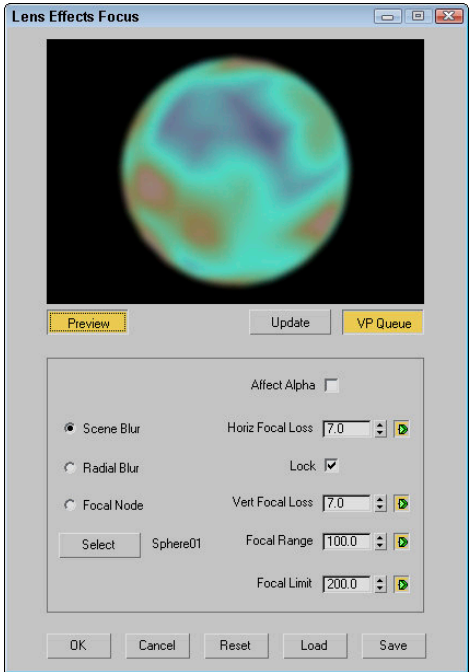 Lens Effects Focus
Preview
Update
VP Queue
Affect Alpha
Scene Blur
Horiz Focal Loss 7.0
Radial Blur
Lock
Focal Node
Vert Focal Loss 7.0
Select
Sphere01
Focal Range 100.0
Focal Limit 200.0
OK
Cancel
Reset
Load
Save